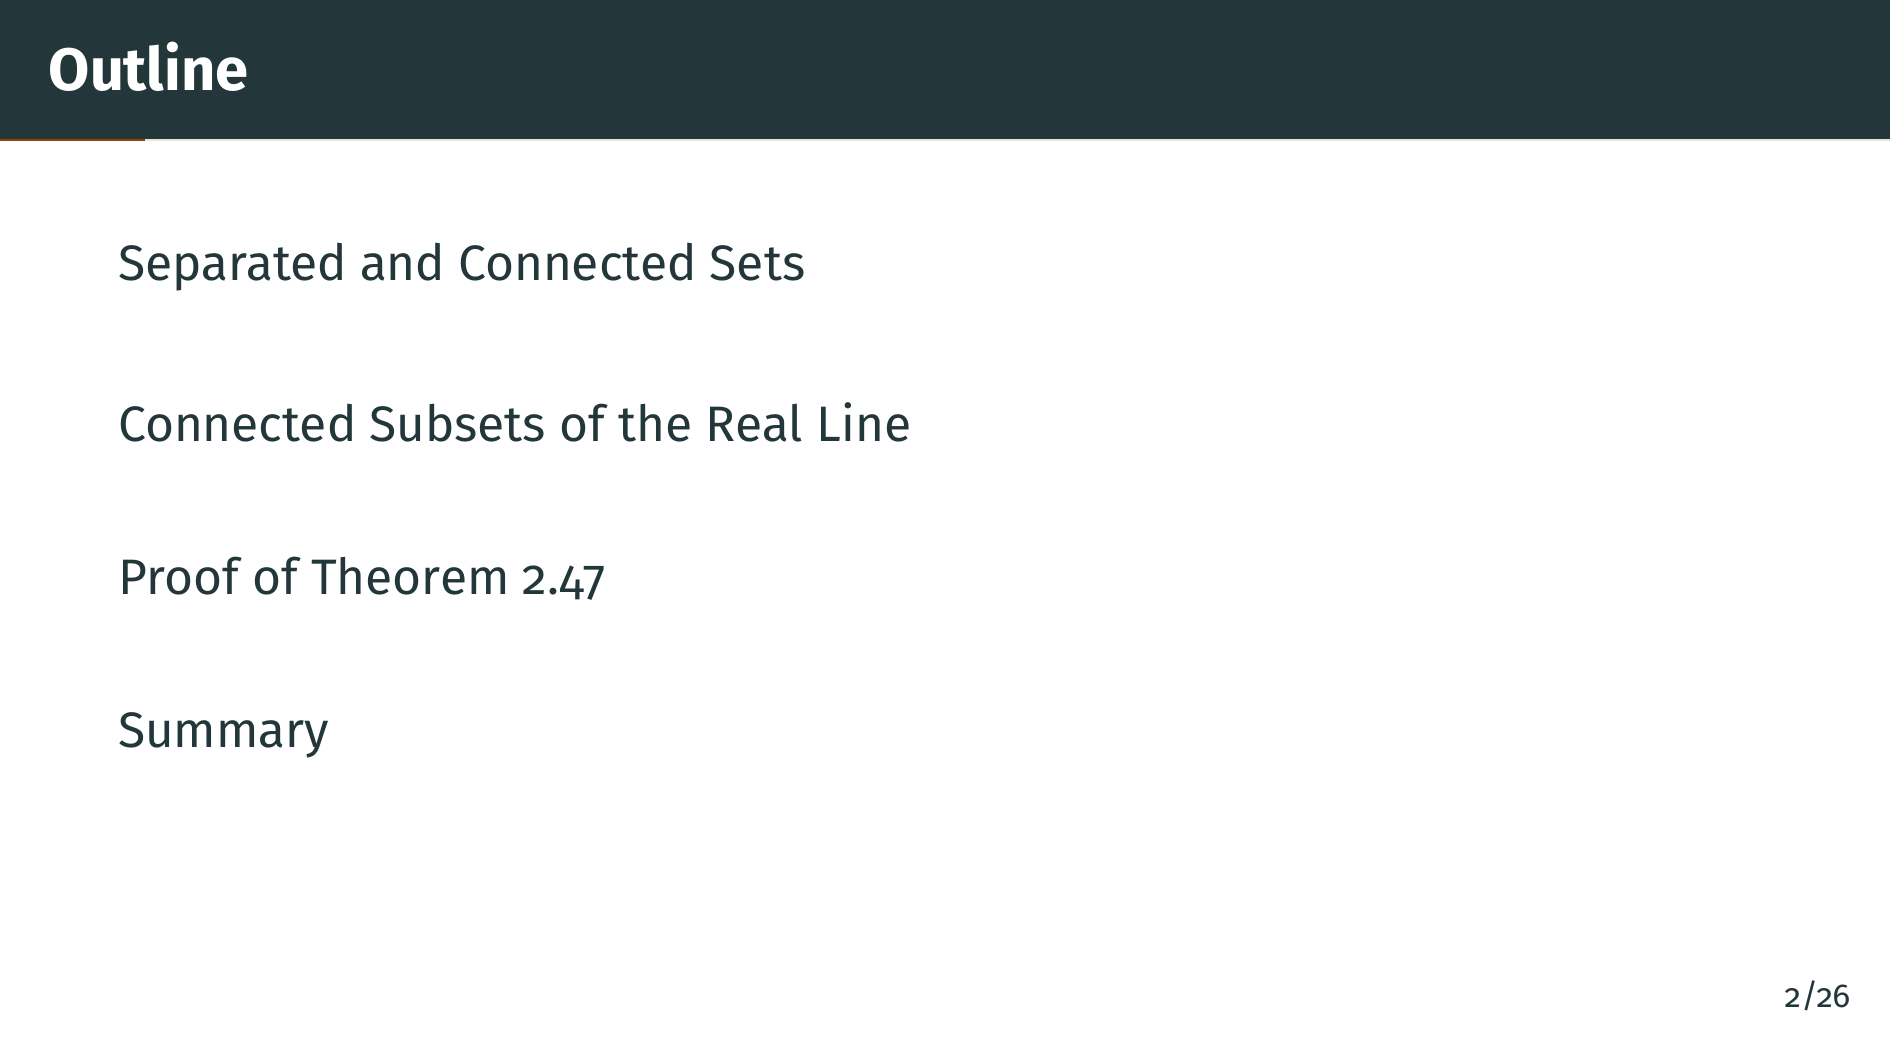 Outline
Separated and Connected Sets
Connected Subsets of the Real Line
Proof of Theorem 2.47
Summary
2/26